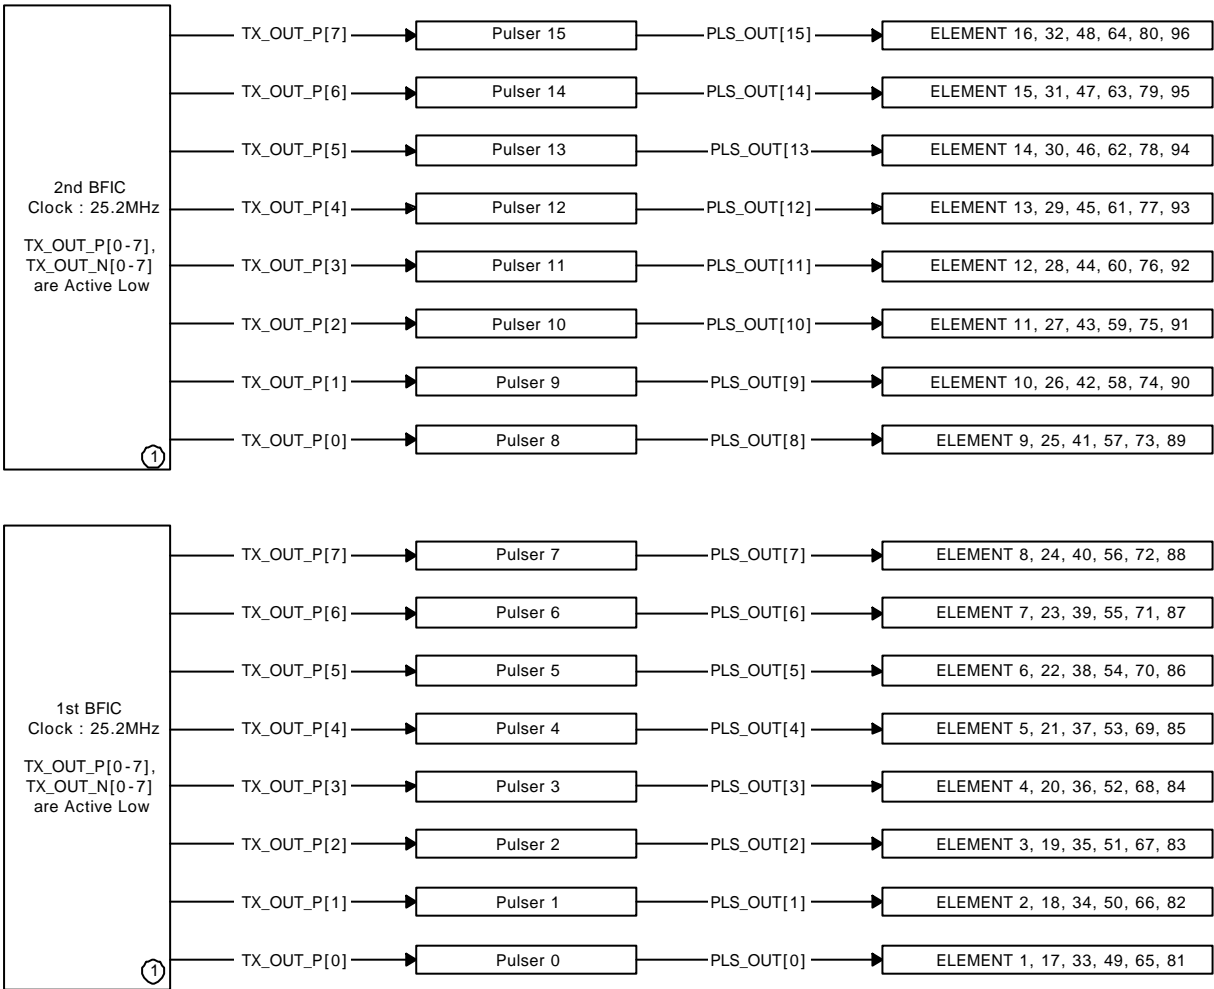 TX_OUT_P[7] Pulser 15 PLS_OUT[15] ELEMENT 16, 32, 48, 64, 80, 96
TX_OUT_P[6] Pulser 14 PLS_OUT[14] ELEMENT 15, 31, 47, 63, 79, 95
TX_OUT_P[5] Pulser 13 PLS_OUT[13 ELEMENT 14, 30, 46, 62, 78, 94
2nd BFIC
Clock : 25.2MHz
TX_OUT_P[0-7],
TX_OUT_N[0-7]
are Active Low
TX_OUT_P[4] Pulser 12 PLS_OUT[12] ELEMENT 13, 29, 45, 61, 77, 93
TX_OUT_P[3] Pulser 11 PLS_OUT[11] ELEMENT 12, 28, 44, 60, 76, 92
TX_OUT_P[2] Pulser 10 PLS_OUT[10] ELEMENT 11, 27, 43, 59, 75, 91
TX_OUT_P[1] Pulser 9 PLS_OUT[9] ELEMENT 10, 26, 42, 58, 74, 90
TX_OUT_P[0] Pulser 8 PLS_OUT[8] ELEMENT 9, 25, 41, 57, 73, 89
1
TX_OUT_P[7] Pulser 7 PLS_OUT[7] ELEMENT 8, 24, 40, 56, 72, 88
TX_OUT_P[6] Pulser 6 PLS_OUT[6] ELEMENT 7, 23, 39, 55, 71, 87
TX_OUT_P[5] Pulser 5 PLS_OUT[5] ELEMENT 6, 22, 38, 54, 70, 86
1st BFIC
Clock : 25.2MHz
TX_OUT_P[0-7],
TX_OUT_N[0-7]
are Active Low
TX_OUT_P[4] Pulser 4 PLS_OUT[4] ELEMENT 5, 21, 37, 53, 69, 85
TX_OUT_P[3] Pulser 3 PLS_OUT[3] ELEMENT 4, 20, 36, 52, 68, 84
TX_OUT_P[2] Pulser 2 PLS_OUT[2] ELEMENT 3, 19, 35, 51, 67, 83
TX_OUT_P[1] Pulser 1 PLS_OUT[1] ELEMENT 2, 18, 34, 50, 66, 82
TX_OUT_P[0] Pulser 0 PLS_OUT[0] ELEMENT 1, 17, 33, 49, 65, 81
1